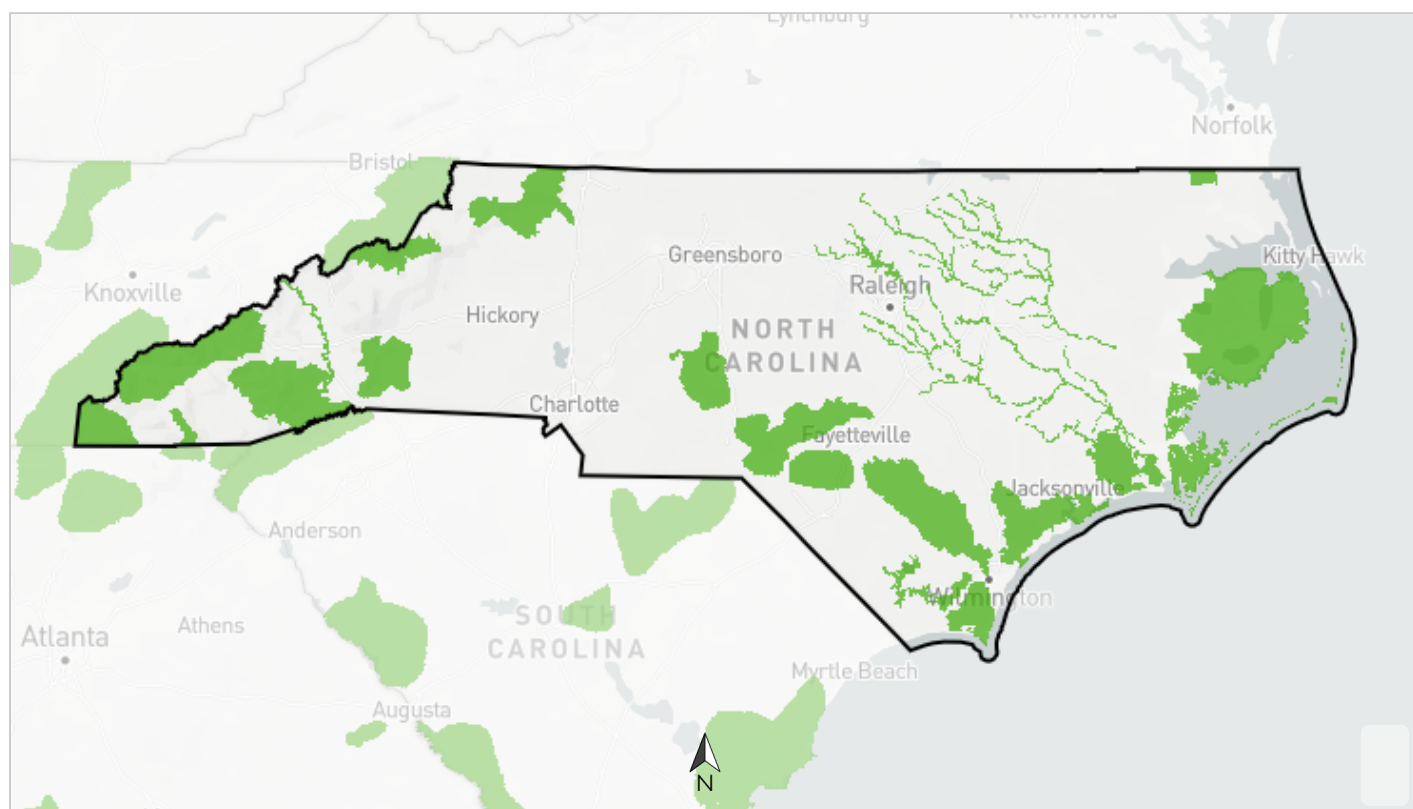 Lynchburg
Richmond
Norfolk
Bristol
Greensboro
Kitty Hawk
Knoxville
Raleigh
Hickory
NORTH
CAROLINA
Charlotte
Fayetteville
Jacksonville
Anderson
Wilmington
SOUTH
CAROLINA
Athens
Atlanta
Myrtle Beach
Augusta
N